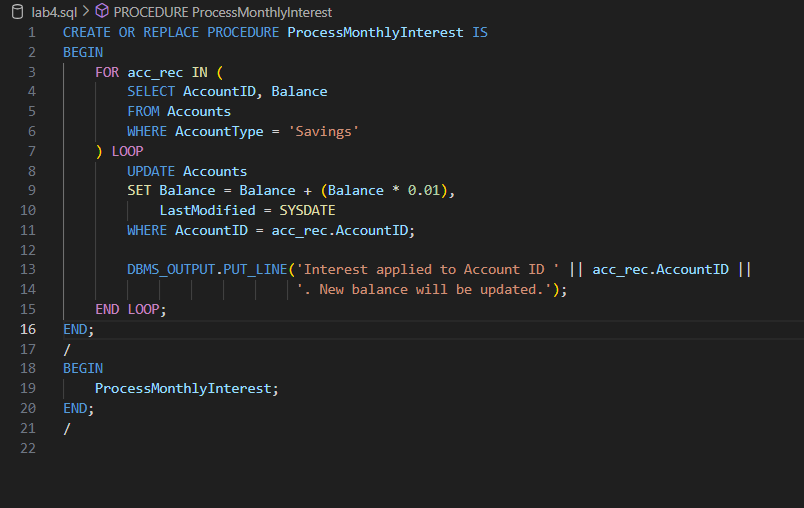 lab4.sql > PROCEDURE ProcessMonthlyInterest
1 CREATE OR REPLACE PROCEDURE ProcessMonthlyInterest IS
2 BEGIN
3     FOR acc_rec IN (
4         SELECT AccountID, Balance
5         FROM Accounts
6         WHERE AccountType = 'Savings'
7     ) LOOP
8         UPDATE Accounts
9         SET Balance = Balance + (Balance * 0.01),
10             LastModified = SYSDATE
11         WHERE AccountID = acc_rec.AccountID;
12
13         DBMS_OUTPUT.PUT_LINE('Interest applied to Account ID ' || acc_rec.AccountID ||
14                              '. New balance will be updated.');
15     END LOOP;
16 END;
17 /
18 BEGIN
19     ProcessMonthlyInterest;
20 END;
21 /
22